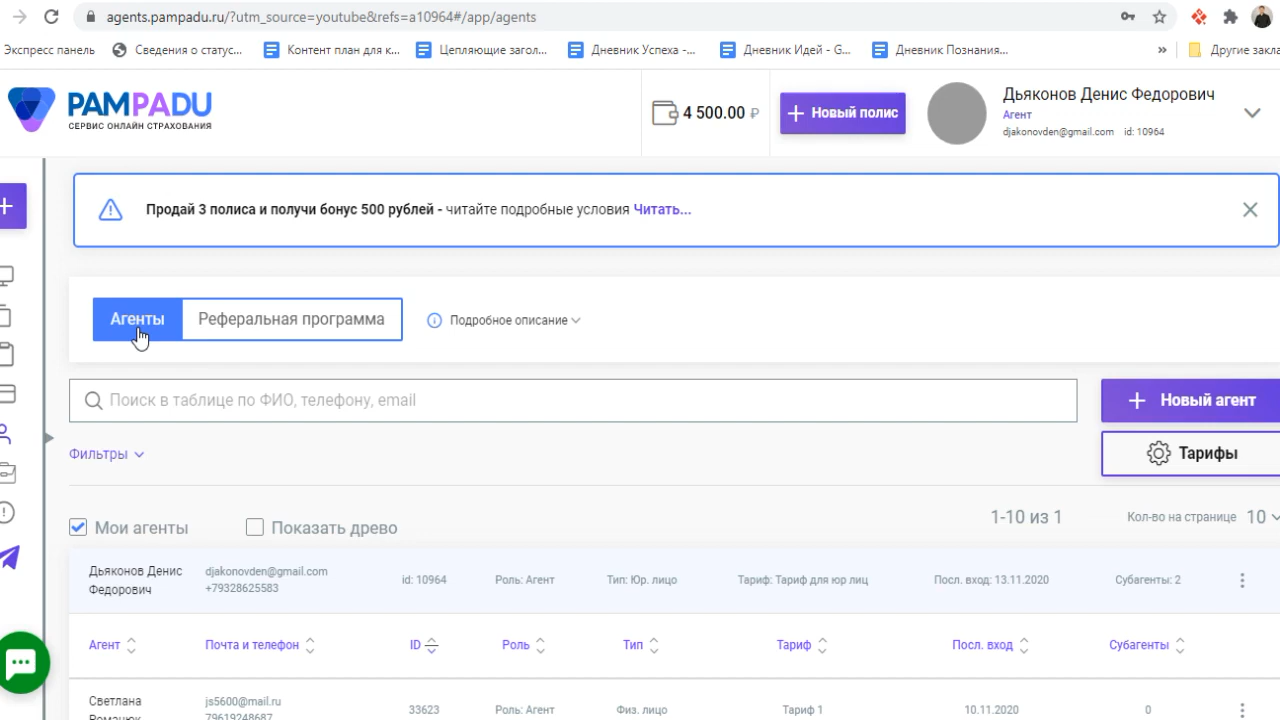 agents.pampadu.ru/?utm_source=youtube&refs=a10964#/app/agents
Экспресс панель
Сведения о статус...
Контент план для к...
Цепляющие загол...
Дневник Успеха -...
Дневник Идей - G...
Дневник Познания...
»
Другие закла
PAMPADU
СЕРВИС ОНЛАЙН СТРАХОВАНИЯ
4 500.00 ₽
+ Новый полис
Дьяконов Денис Федорович
Агент
djakonovden@gmail.com id: 10964
Продай 3 полиса и получи бонус 500 рублей - читайте подробные условия Читать...
Агенты
Реферальная программа
Подробное описание
Поиск в таблице по ФИО, телефону, email
+ Новый агент
Фильтры
Тарифы
Мои агенты
Показать древо
1-10 из 1
Кол-во на странице 10
Дьяконов Денис
Федорович
djakonovden@gmail.com
+79328625583
id: 10964
Роль: Агент
Тип: Юр. лицо
Тариф: Тариф для юр лиц
Посл. вход: 13.11.2020
Субагенты: 2
Агент
Почта и телефон
ID
Роль
Тип
Тариф
Посл. вход
Субагенты
Светлана
Романюк
js5600@mail.ru
79619248687
33623
Роль: Агент
Физ. лицо
Тариф 1
10.11.2020
0